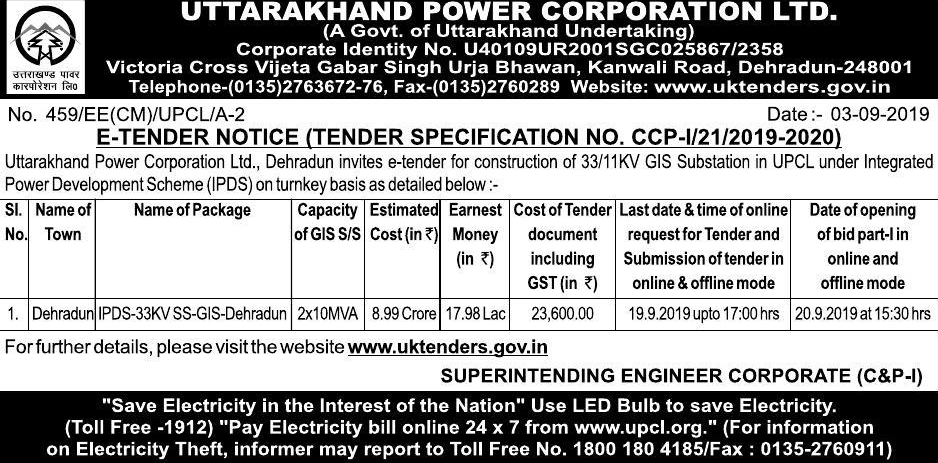 उत्तराखण्ड पावर
कारपोरेशन लि0
UTTARAKHAND POWER CORPORATION LTD.
(A Govt. of Uttarakhand Undertaking)
Corporate Identity No. U40109UR2001SGC025867/2358
Victoria Cross Vijeta Gabar Singh Urja Bhawan, Kanwali Road, Dehradun-248001
Telephone-(0135)2763672-76, Fax-(0135)2760289 Website: www.uktenders.gov.in
No. 459/EE(CM)/UPCL/A-2 Date :- 03-09-2019
E-TENDER NOTICE (TENDER SPECIFICATION NO. CCP-I/21/2019-2020)
Uttarakhand Power Corporation Ltd., Dehradun invites e-tender for construction of 33/11KV GIS Substation in UPCL under Integrated
Power Development Scheme (IPDS) on turnkey basis as detailed below :-
Sl. Name of Name of Package Capacity Estimated Earnest Cost of Tender Last date & time of online Date of opening
No. Town of GIS S/S Cost (in ₹) Money document request for Tender and of bid part-I in
(in ₹) including Submission of tender in online and
GST (in ₹) online & offline mode offline mode
1. Dehradun IPDS-33KV SS-GIS-Dehradun 2x10MVA 8.99 Crore 17.98 Lac 23,600.00 19.9.2019 upto 17:00 hrs 20.9.2019 at 15:30 hrs
For further details, please visit the website www.uktenders.gov.in
SUPERINTENDING ENGINEER CORPORATE (C&P-I)
"Save Electricity in the Interest of the Nation" Use LED Bulb to save Electricity.
(Toll Free -1912) "Pay Electricity bill online 24 x 7 from www.upcl.org." (For information
on Electricity Theft, informer may report to Toll Free No. 1800 180 4185/Fax : 0135-2760911)